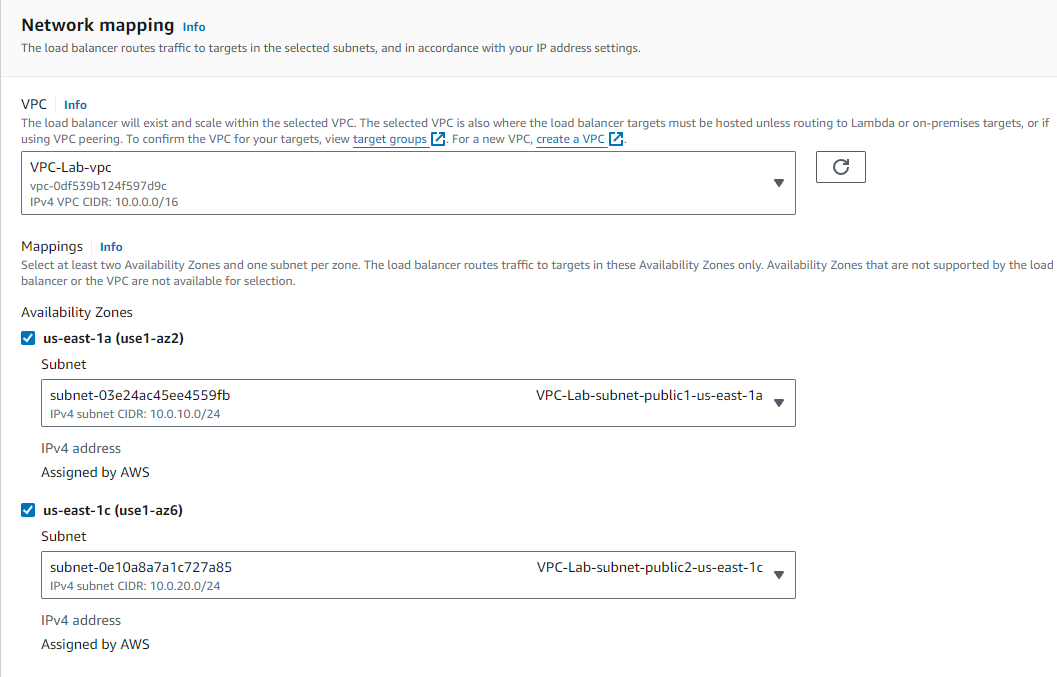 Network mapping Info
The load balancer routes traffic to targets in the selected subnets, and in accordance with your IP address settings.
VPC Info
The load balancer will exist and scale within the selected VPC. The selected VPC is also where the load balancer targets must be hosted unless routing to Lambda or on-premises targets, or if
using VPC peering. To confirm the VPC for your targets, view target groups. For a new VPC, create a VPC.
VPC-Lab-vpc
vpc-0df539b124f597d9c
IPv4 VPC CIDR: 10.0.0.0/16
Mappings Info
Select at least two Availability Zones and one subnet per zone. The load balancer routes traffic to targets in these Availability Zones only. Availability Zones that are not supported by the load
balancer or the VPC are not available for selection.
Availability Zones
us-east-1a (use1-az2)
Subnet
subnet-03e24ac45ee4559fb VPC-Lab-subnet-public1-us-east-1a
IPv4 subnet CIDR: 10.0.10.0/24
IPv4 address
Assigned by AWS
us-east-1c (use1-az6)
Subnet
subnet-0e10a8a7a1c727a85 VPC-Lab-subnet-public2-us-east-1c
IPv4 subnet CIDR: 10.0.20.0/24
IPv4 address
Assigned by AWS